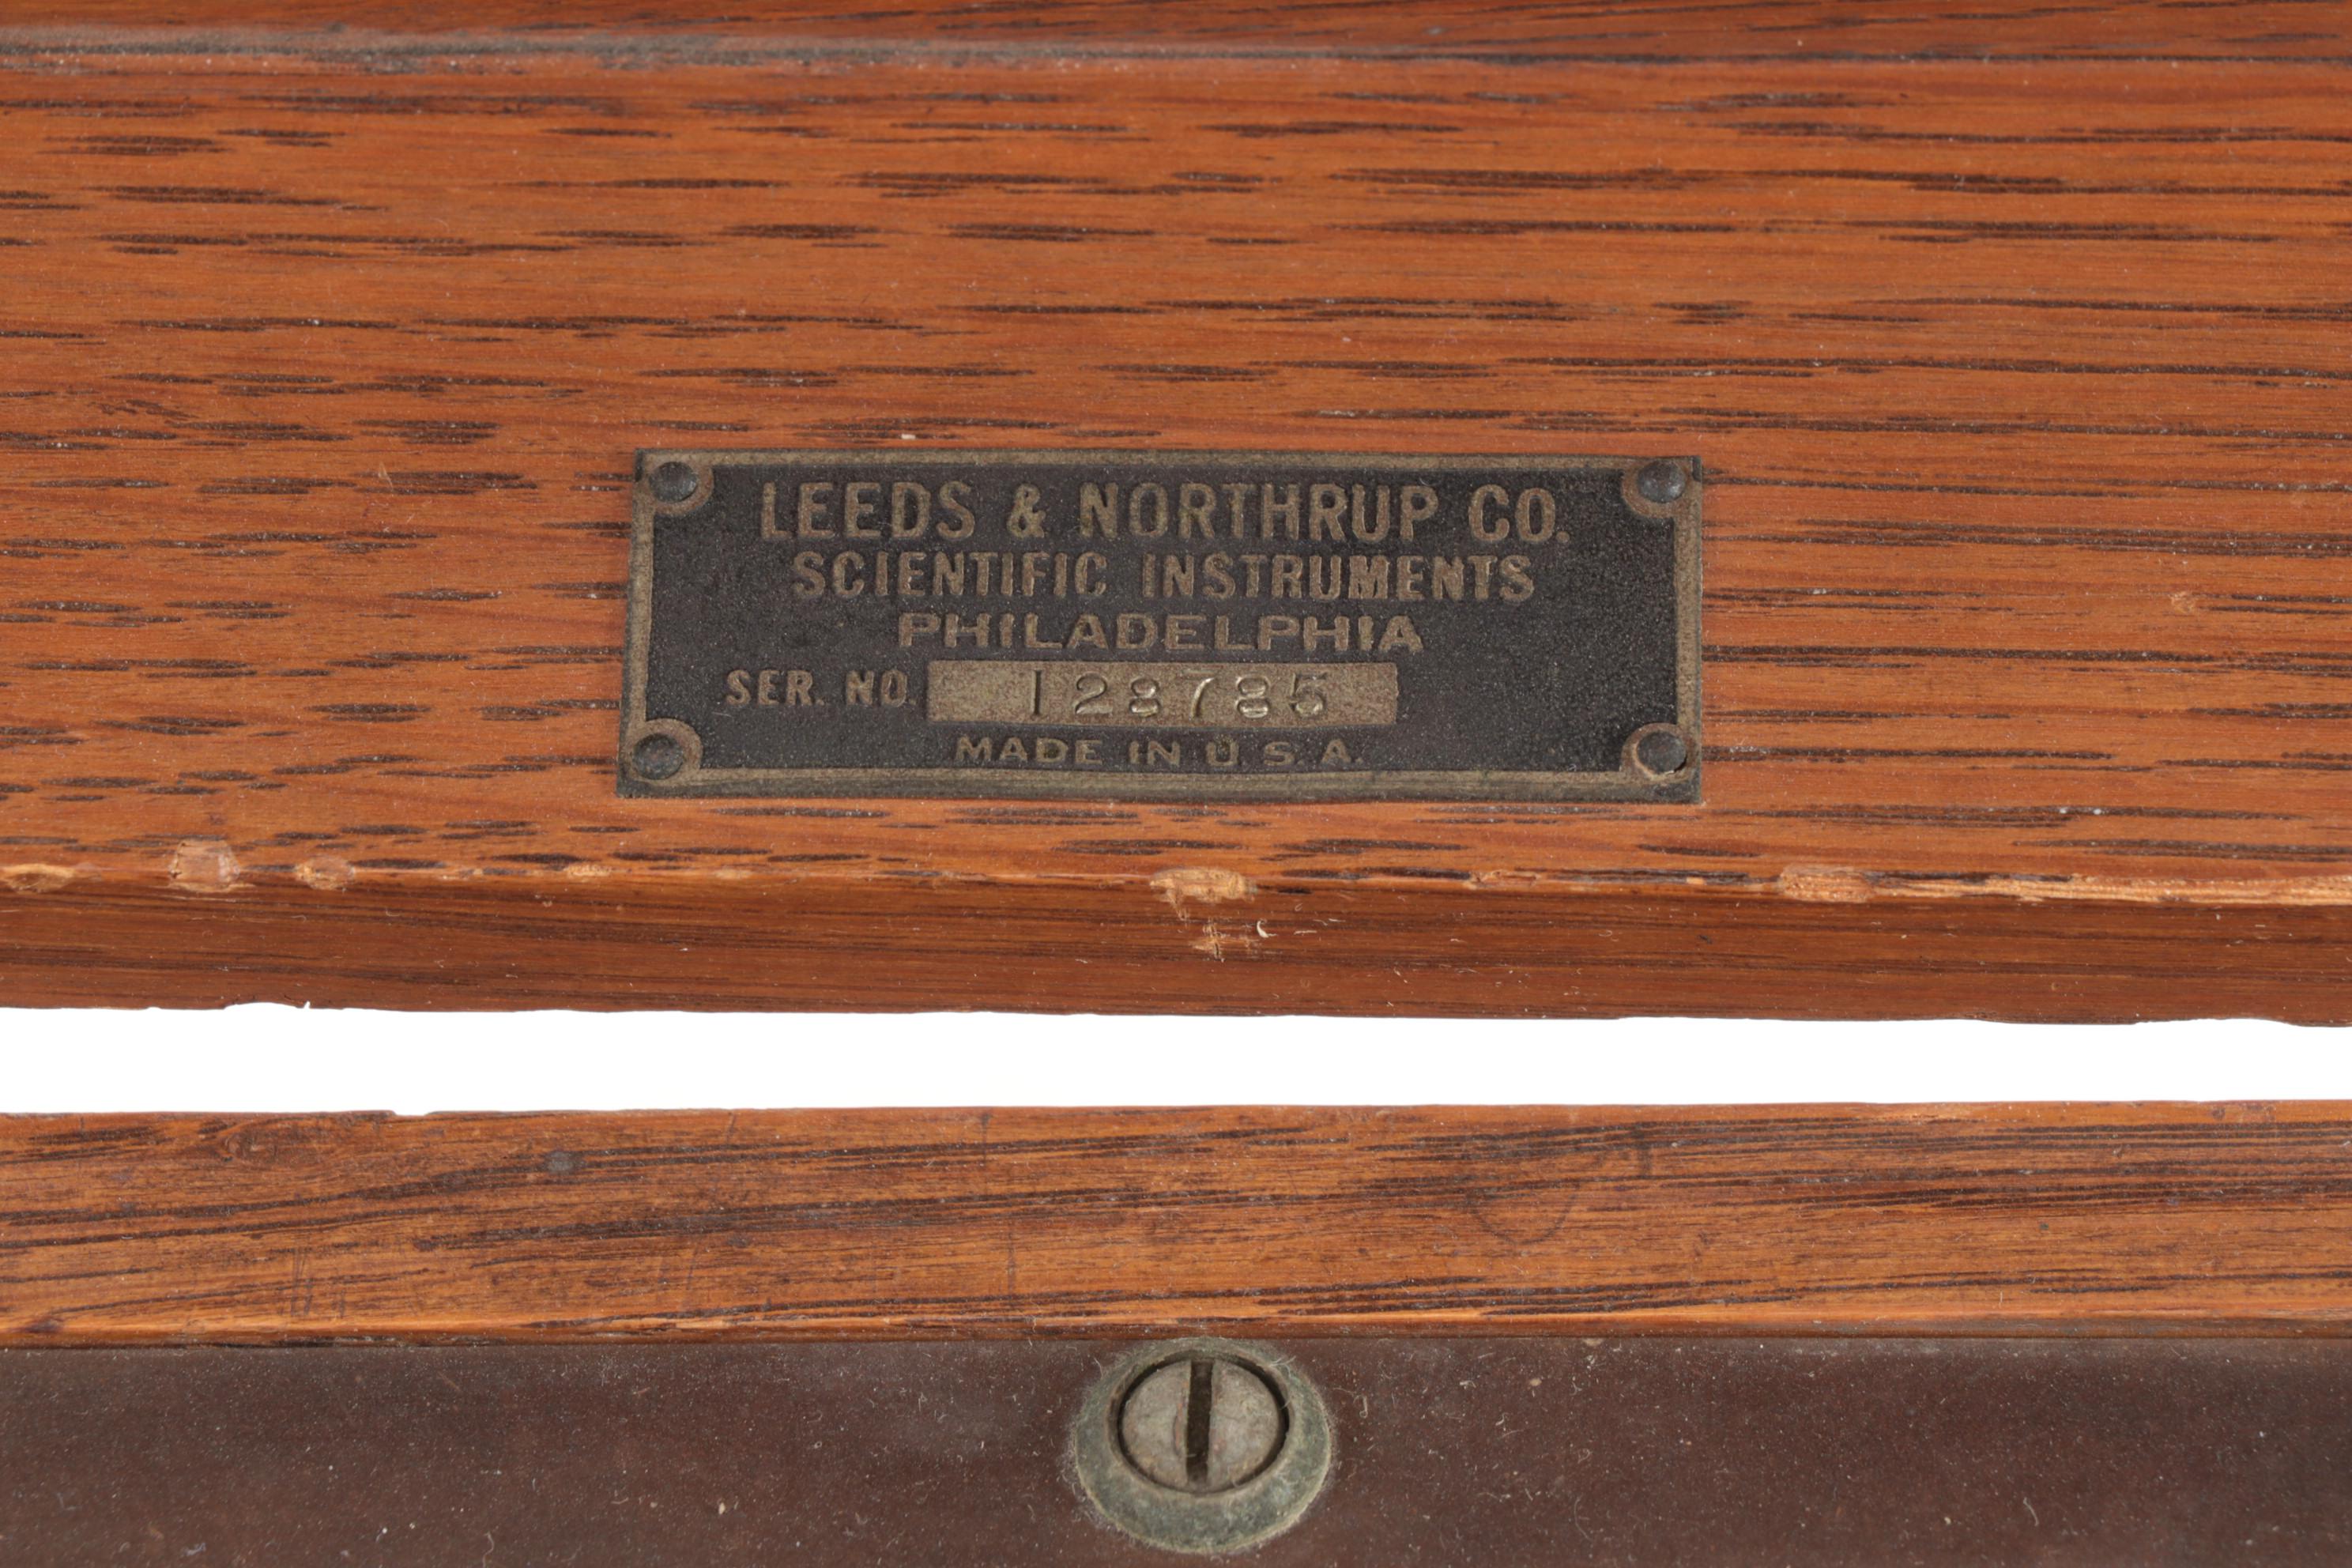 LEEDS & NORTHRUP CO.
SCIENTIFIC INSTRUMENTS
PHILADELPHIA
SER. NO. 128785
MADE IN U.S.A.